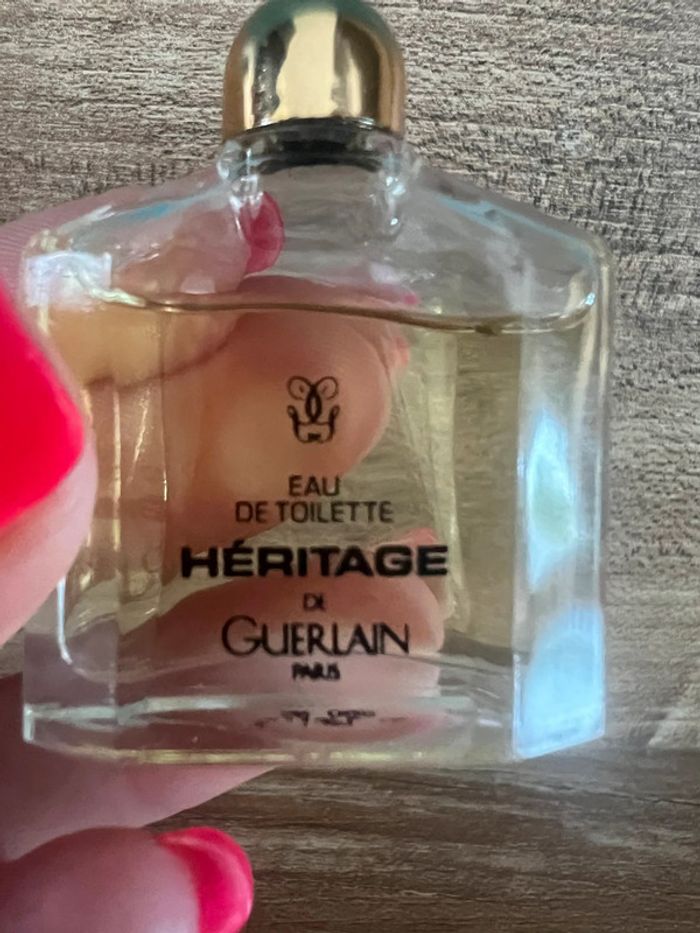 EAU
DE TOILETTE
HÉRITAGE
DE
GUERLAIN
PARIS